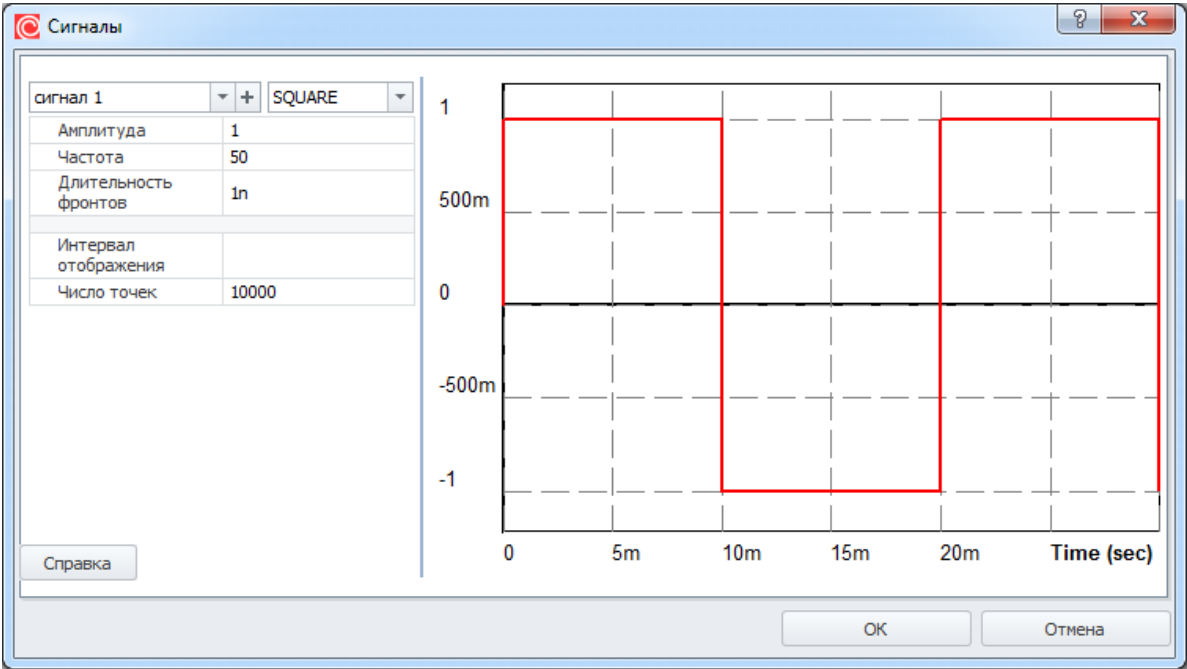 Сигналы
сигнал 1 SQUARE
Амплитуда 1
Частота 50
Длительность
фронтов 1n
Интервал
отображения
Число точек 10000
Справка
1
500m
0
-500m
-1
0 5m 10m 15m 20m Time (sec)
OK Отмена